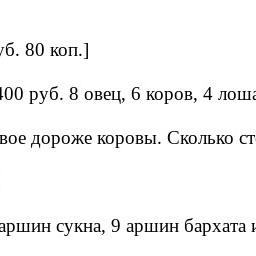 уб. 80 коп.]
400 руб. 8 овец, 6 коров, 4 лоша
вое дороже коровы. Сколько сто
аршин сукна, 9 аршин бархата и